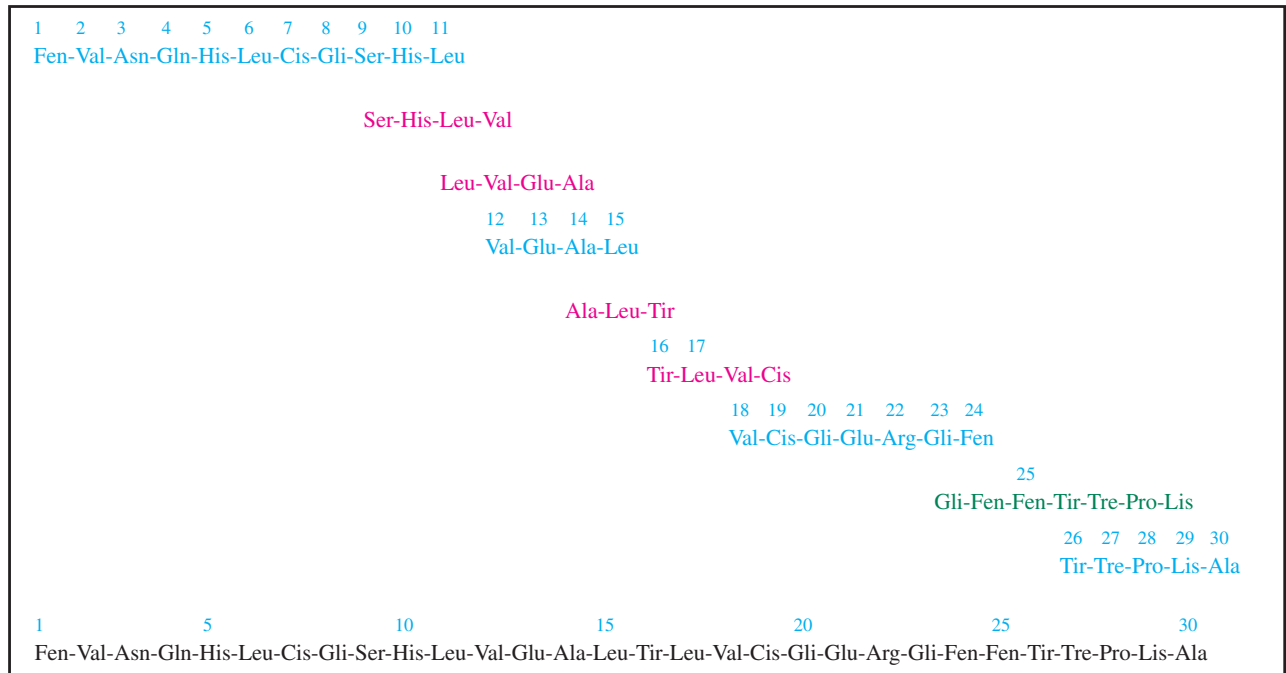 1 2 3 4 5 6 7 8 9 10 11
Fen-Val-Asn-Gln-His-Leu-Cis-Gli-Ser-His-Leu
Ser-His-Leu-Val
Leu-Val-Glu-Ala
12 13 14 15
Val-Glu-Ala-Leu
Ala-Leu-Tir
16 17
Tir-Leu-Val-Cis
18 19 20 21 22 23 24
Val-Cis-Gli-Glu-Arg-Gli-Fen
25
Gli-Fen-Fen-Tir-Tre-Pro-Lis
26 27 28 29 30
Tir-Tre-Pro-Lis-Ala
1 5 10 15 20 25 30
Fen-Val-Asn-Gln-His-Leu-Cis-Gli-Ser-His-Leu-Val-Glu-Ala-Leu-Tir-Leu-Val-Cis-Gli-Glu-Arg-Gli-Fen-Fen-Tir-Tre-Pro-Lis-Ala